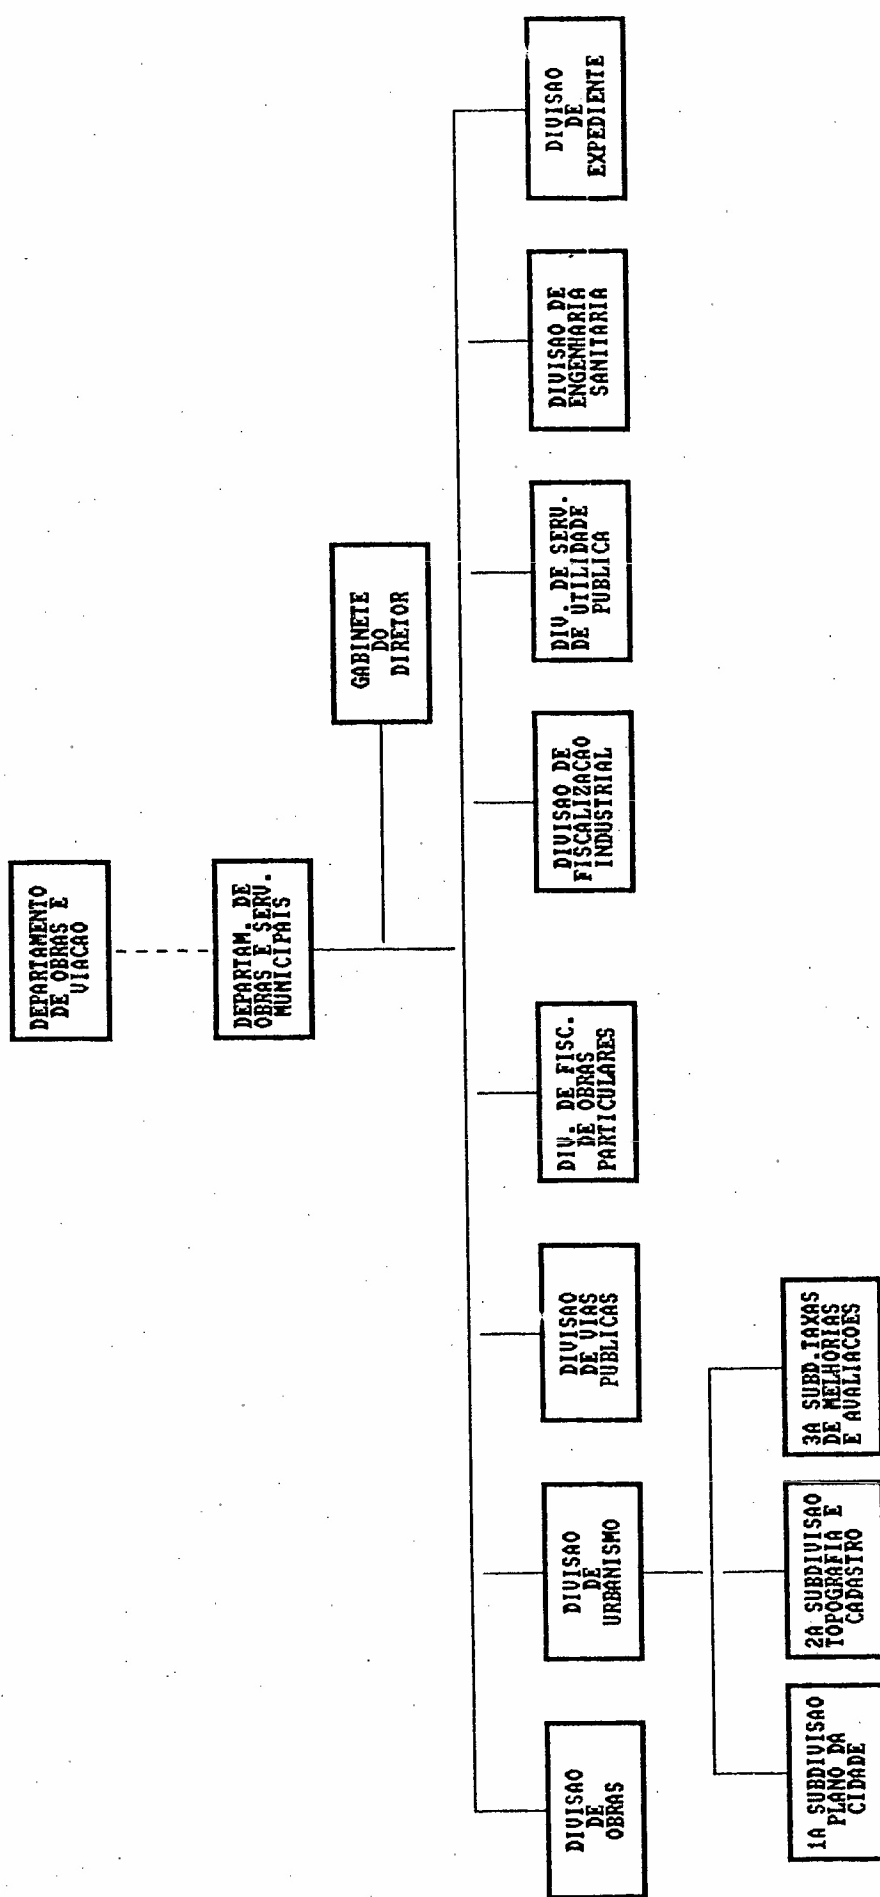 DEPARTAMENTO
DE OBRAS E
VIACAO
DEPARTAM. DE
OBRAS E SERV.
MUNICIPAIS
GABINETE
DO
DIRETOR
DIVISAO
DE
OBRAS
DIVISAO
DE
URBANISMO
DIVISAO
DE VIAS
PUBLICAS
DIV. DE FISC.
DE OBRAS
PARTICULARES
DIVISAO DE
FISCALIZACAO
INDUSTRIAL
DIV. DE SERV.
DE UTILIDADE
PUBLICA
DIVISAO DE
ENGENHARIA
SANITARIA
DIVISAO
DE
EXPEDIENTE
1A SUBDIVISAO
PLANO DA
CIDADE
2A SUBDIVISAO
TOPOGRAFIA E
CADASTRO
3A SUBD.TAXAS
DE MELHORIAS
E AVALIACOES